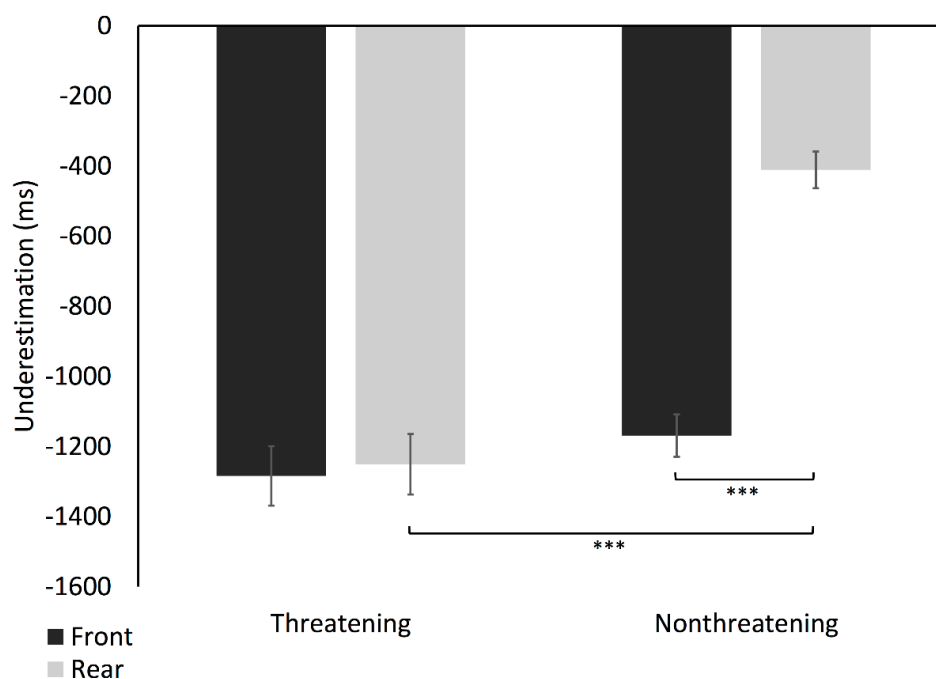 0
-200
-400
-600
-800
-1000
-1200
-1400
-1600
Underestimation (ms)
***
***
Threatening
Nonthreatening
Front
Rear